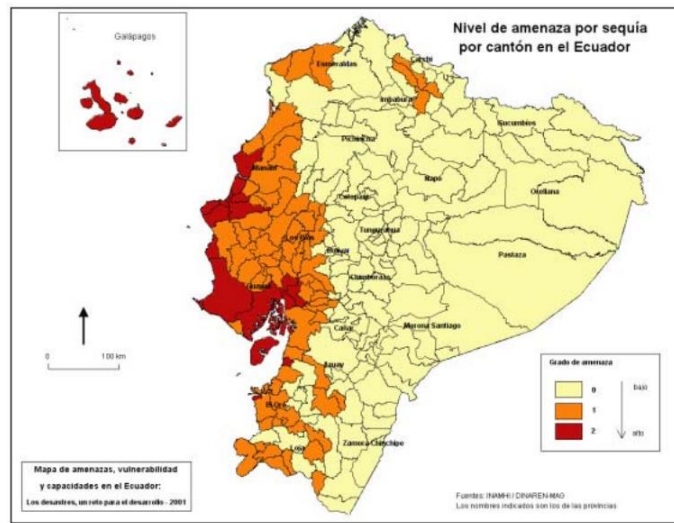 Galápagos
Nivel de amenaza por sequía
por cantón en el Ecuador
Esmeraldas
Carchi
Imbabura
Sucumbios
Pichincha
Manabí
Napo
Orellana
Cotopaxi
Los Ríos
Tungurahua
Bolívar
Pastaza
Chimborazo
Guayas
Cañar
Morona Santiago
Azuay
El Oro
Loja
Zamora Chinchipe
0 100 km
Grado de amenaza
0 bajo
1
2 alto
Mapa de amenazas, vulnerabilidad
y capacidades en el Ecuador:
Los desastres, un reto para el desarrollo - 2001
Fuentes: INAMHI / DINAREN-MAG
Los nombres indicados son los de las provincias